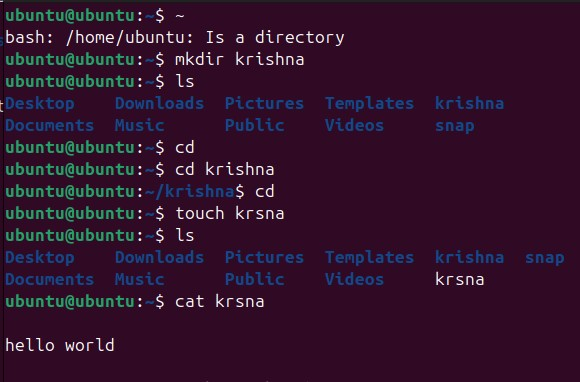 ubuntu@ubuntu:~$ ~
bash: /home/ubuntu: Is a directory
ubuntu@ubuntu:~$ mkdir krishna
ubuntu@ubuntu:~$ ls
Desktop    Downloads  Pictures  Templates  krishna
Documents  Music      Public    Videos     snap
ubuntu@ubuntu:~$ cd
ubuntu@ubuntu:~$ cd krishna
ubuntu@ubuntu:~/krishna$ cd
ubuntu@ubuntu:~$ touch krsna
ubuntu@ubuntu:~$ ls
Desktop    Downloads  Pictures  Templates  krishna  snap
Documents  Music      Public    Videos     krsna
ubuntu@ubuntu:~$ cat krsna
hello world